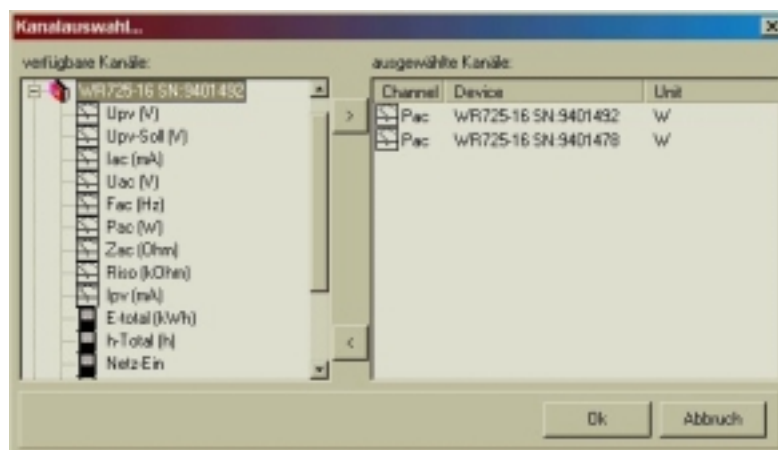 Kanalauswahl...
verfügbare Kanäle:
WR725-16 SN:9401492
Upv (V)
Upv-Soll (V)
Iac (mA)
Uac (V)
Fac (Hz)
Pac (W)
Zac (Ohm)
Riso (kOhm)
Ipv (mA)
E-total (kWh)
h-Total (h)
Netz-Ein
>
<
ausgewählte Kanäle:
Channel Device Unit
Pac WR725-16 SN:9401492 W
Pac WR725-16 SN:9401478 W
Ok Abbruch